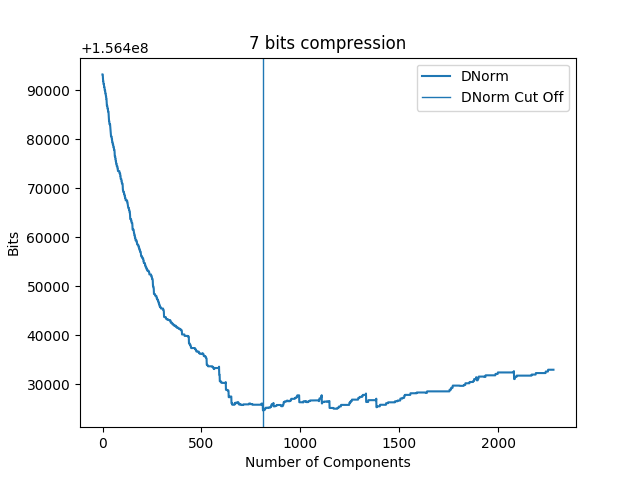 7 bits compression
+1.564e8
DNorm
DNorm Cut Off
90000
80000
70000
60000
50000
40000
30000
Bits
0 500 1000 1500 2000
Number of Components